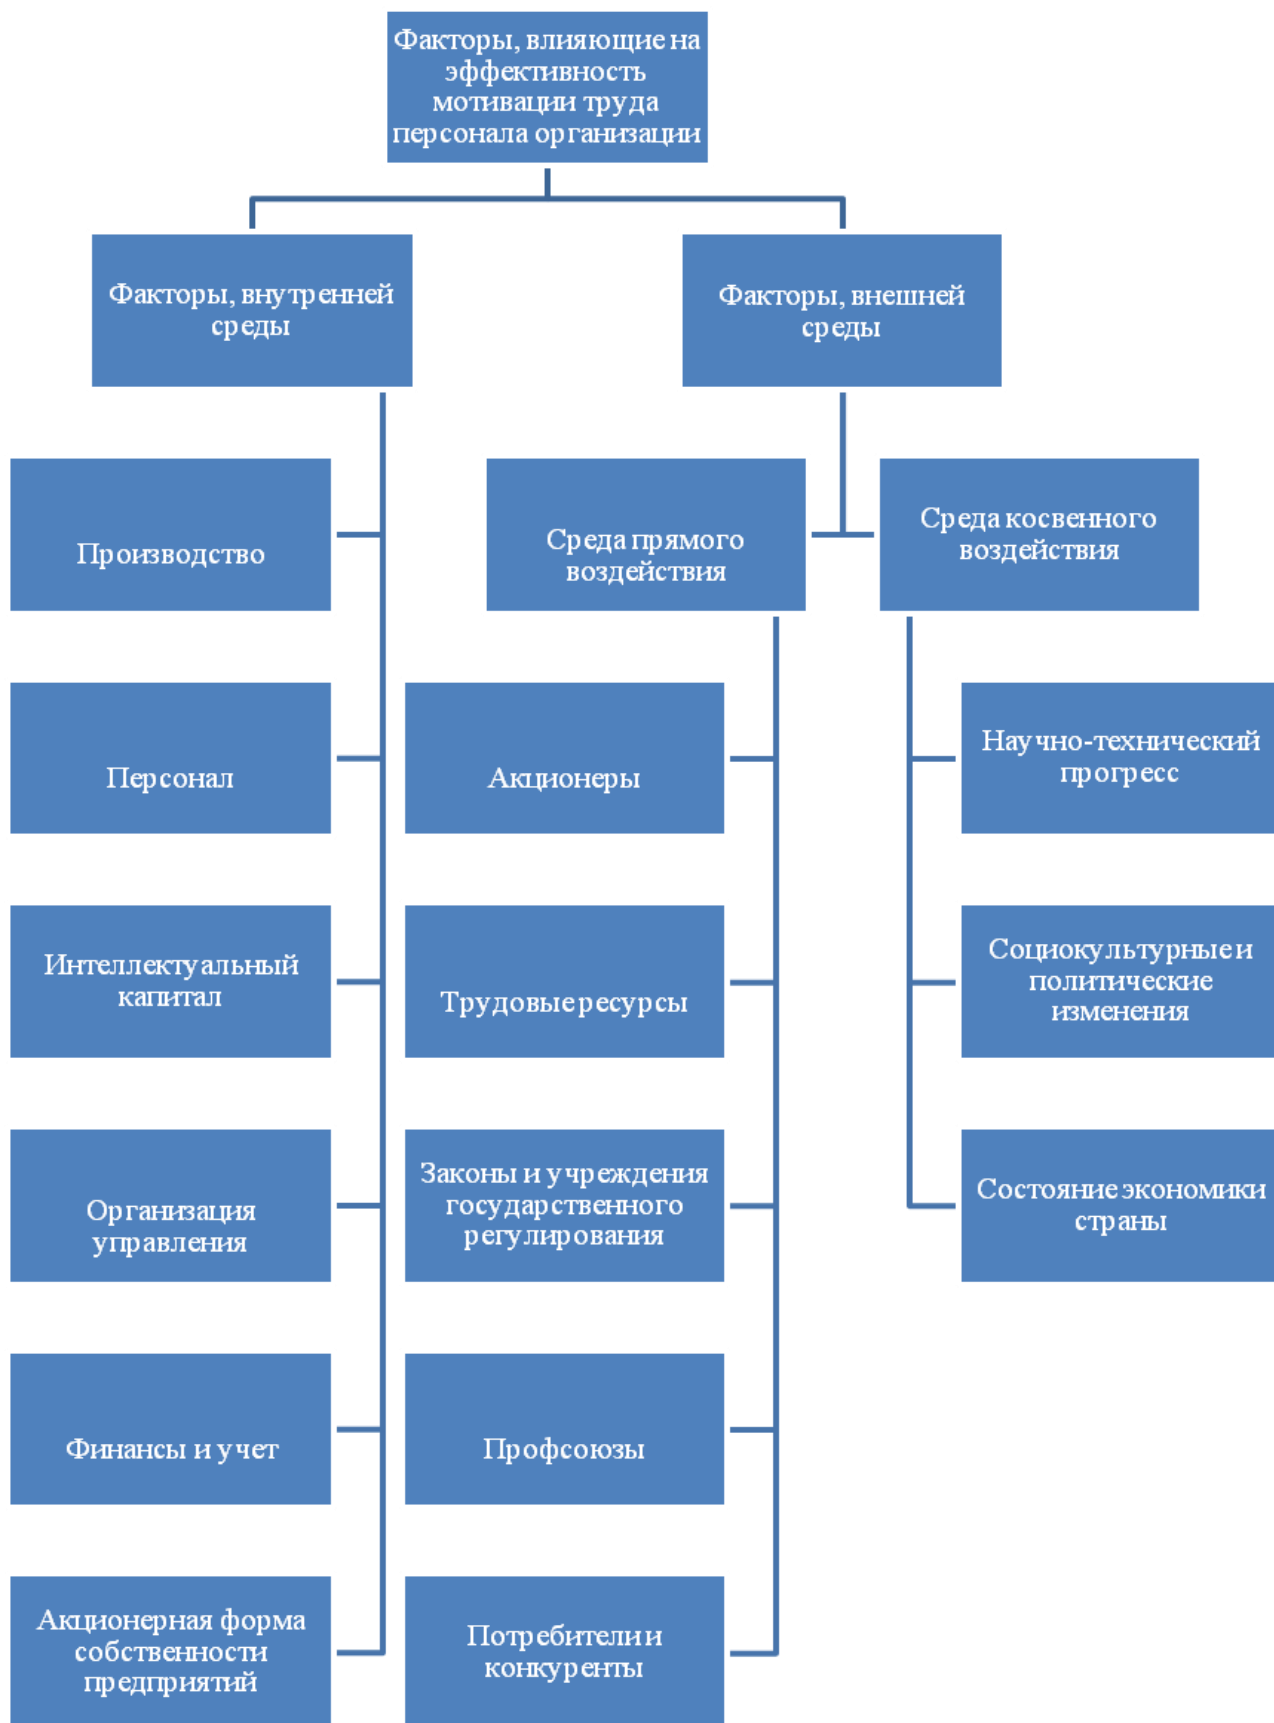 Факторы, влияющие на
эффективность
мотивации труда
персонала организации
Факторы, внутренней
среды
Факторы, внешней
среды
Производство
Среда прямого
воздействия
Среда косвенного
воздействия
Персонал
Акционеры
Научно-технический
прогресс
Интеллектуальный
капитал
Трудовые ресурсы
Социокультурные и
политические
изменения
Организация
управления
Законы и учреждения
государственного
регулирования
Состояние экономики
страны
Финансы и учет
Профсоюзы
Акционерная форма
собственности
предприятий
Потребители и
конкуренты